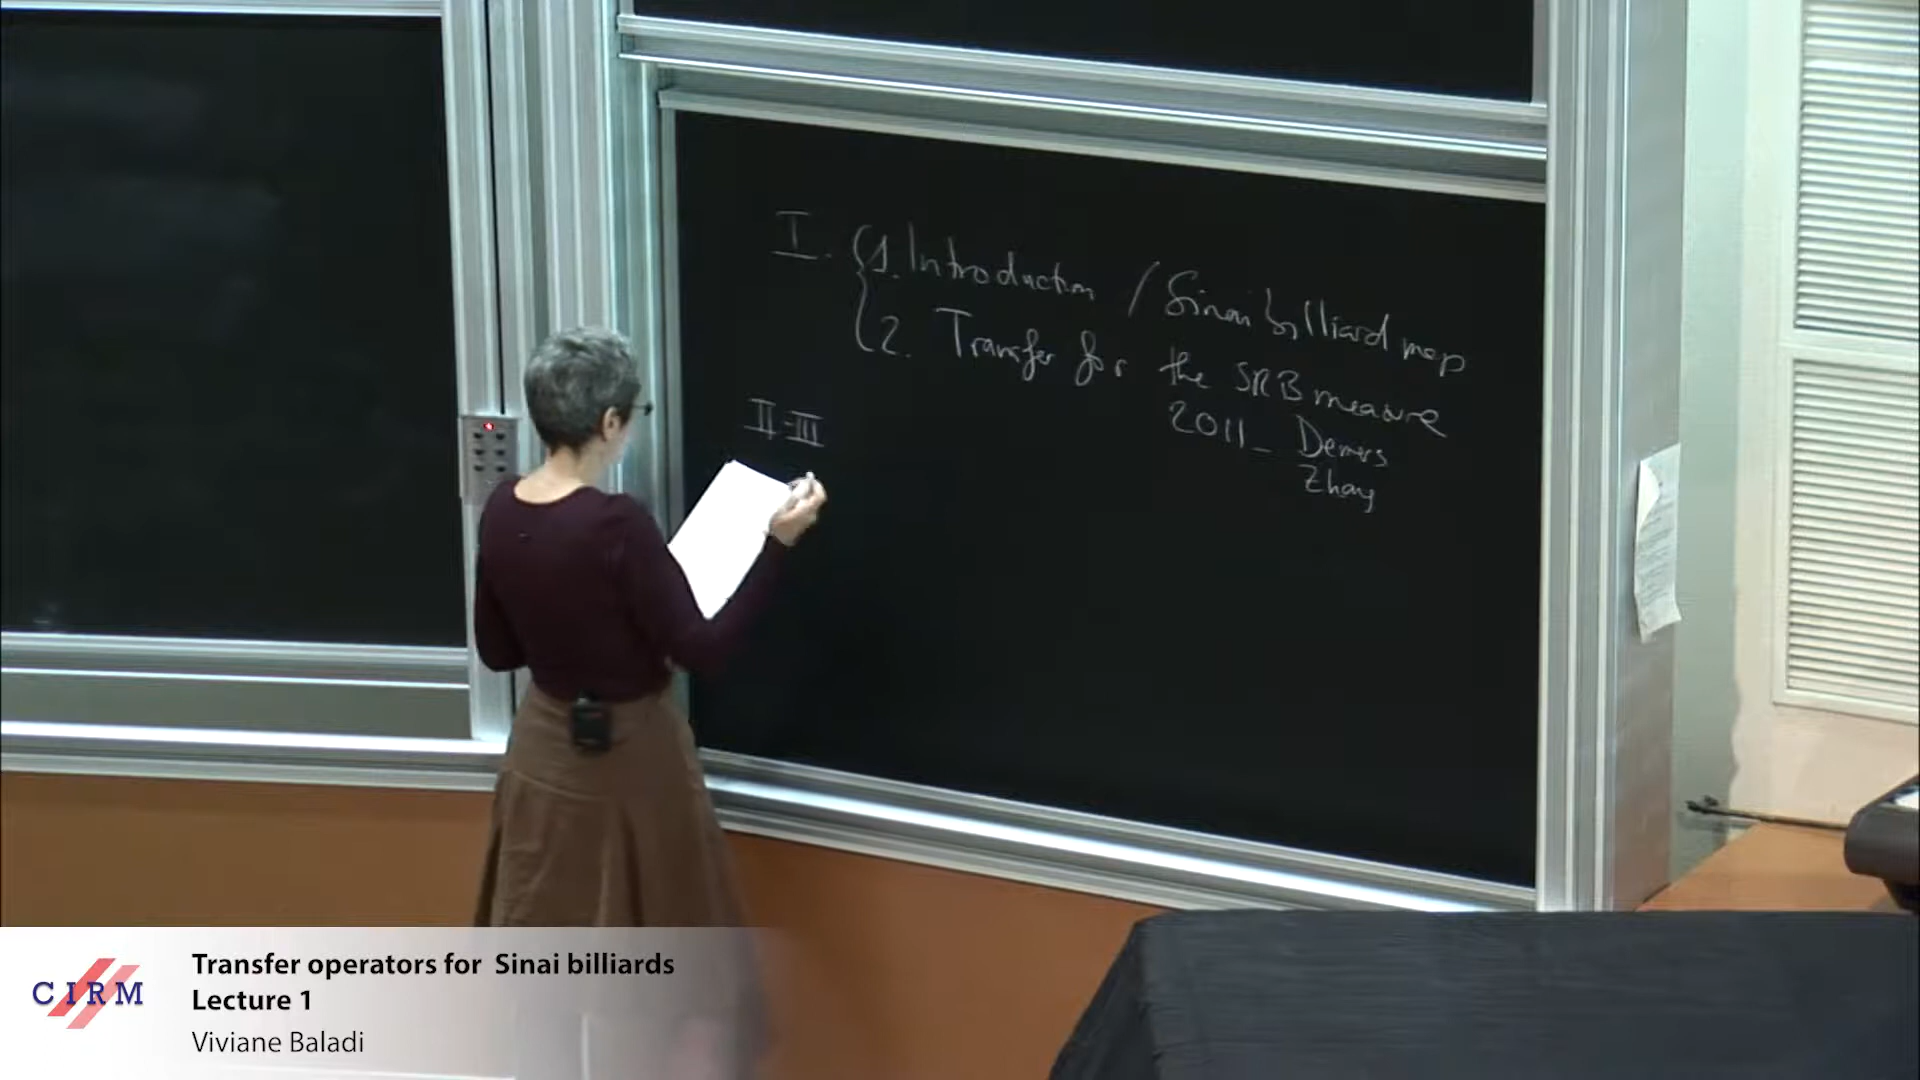 I. 1. Introduction / Sinai billiard map
2. Transfer for the SRB measure
2011 - Demers
Zhang
II-III
CIRM
Transfer operators for Sinai billiards
Lecture 1
Viviane Baladi